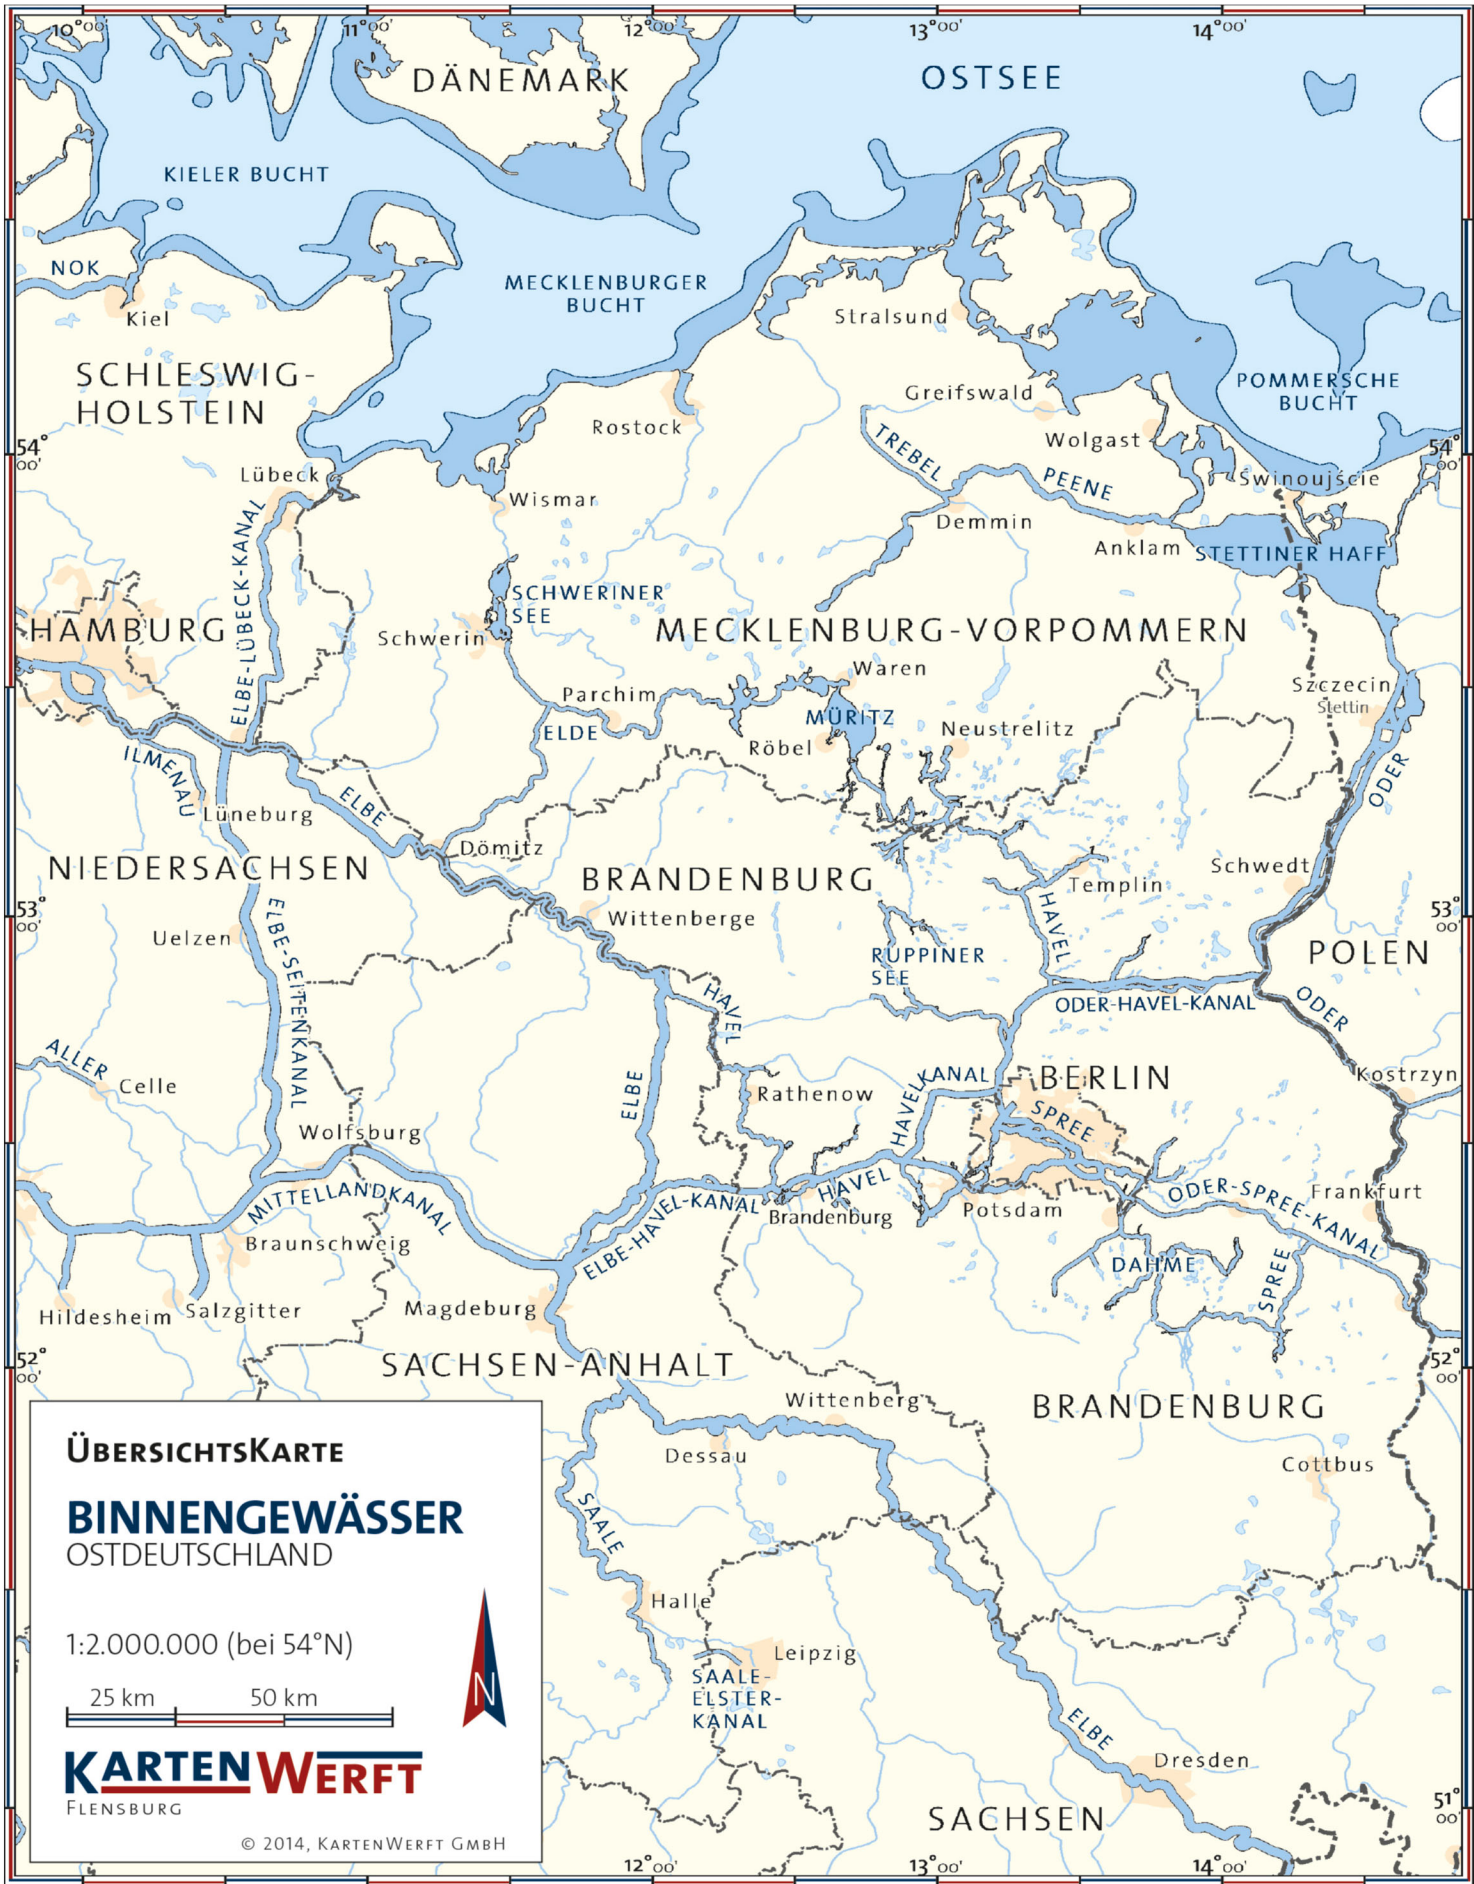 10°00'
11°00'
12°00'
13°00'
14°00'
DÄNEMARK
OSTSEE
KIELER BUCHT
NOK
MECKLENBURGER
BUCHT
Kiel
Stralsund
SCHLESWIG-
HOLSTEIN
POMMERSCHE
BUCHT
Greifswald
Rostock
Wolgast
TREBEL
54°
00'
54°
00'
Lübeck
PEENE
Swinoujście
Wismar
Demmin
Anklam
STETTINER HAFF
ELBE-LÜBECK-KANAL
SCHWERINER
SEE
HAMBURG
Schwerin
MECKLENBURG-VORPOMMERN
Waren
Parchim
Szczecin
Stettin
MÜRITZ
ELDE
Röbel
Neustrelitz
ILMENAU
ODER
ELBE
Lüneburg
Dömitz
NIEDERSACHSEN
BRANDENBURG
Schwedt
Templin
HAVEL
53°
00'
53°
00'
Wittenberge
Uelzen
ELBE-SEITENKANAL
RUPPINER
SEE
POLEN
HAVEL
ODER-HAVEL-KANAL
ODER
ALLER
Celle
ELBE
Rathenow
HAVELKANAL
BERLIN
Kostrzyn
SPREE
Wolfsburg
MITTELLANDKANAL
ELBE-HAVEL-KANAL
HAVEL
Brandenburg
Potsdam
ODER-SPREE-KANAL
Frankfurt
Braunschweig
DAHME
SPREE
Hildesheim
Salzgitter
Magdeburg
52°
00'
52°
00'
SACHSEN-ANHALT
Wittenberg
BRANDENBURG
Dessau
Cottbus
SAALE
Halle
Leipzig
SAALE-
ELSTER-
KANAL
ELBE
Dresden
SACHSEN
51°
00'
12°00'
13°00'
14°00'
ÜBERSICHTSKARTE
BINNENGEWÄSSER
OSTDEUTSCHLAND
1:2.000.000 (bei 54°N)
25 km
50 km
N
KARTENWERFT
FLENSBURG
© 2014, KARTENWERFT GMBH